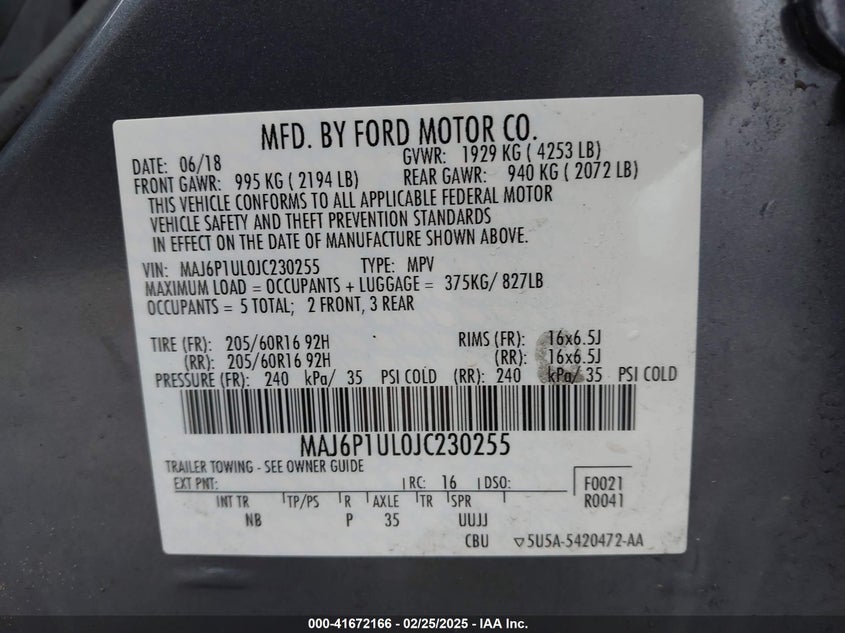 MFD. BY FORD MOTOR CO.
DATE: 06/18 GVWR: 1929 KG ( 4253 LB)
FRONT GAWR: 995 KG ( 2194 LB) REAR GAWR: 940 KG ( 2072 LB)
THIS VEHICLE CONFORMS TO ALL APPLICABLE FEDERAL MOTOR
VEHICLE SAFETY AND THEFT PREVENTION STANDARDS
IN EFFECT ON THE DATE OF MANUFACTURE SHOWN ABOVE.
VIN: MAJ6P1UL0JC230255 TYPE: MPV
MAXIMUM LOAD = OCCUPANTS + LUGGAGE = 375KG/ 827LB
OCCUPANTS = 5 TOTAL; 2 FRONT, 3 REAR
TIRE (FR): 205/60R16 92H RIMS (FR): 16x6.5J
(RR): 205/60R16 92H (RR): 16x6.5J
PRESSURE (FR): 240 kPa/ 35 PSI COLD (RR): 240 kPa/ 35 PSI COLD
MAJ6P1UL0JC230255
TRAILER TOWING - SEE OWNER GUIDE
EXT PNT: RC: 16 DSO: F0021
INT TR TP/PS R AXLE TR SPR R0041
NB P 35 UUJJ
CBU ▽5U5A-5420472-AA
000-41672166 - 02/25/2025 - IAA Inc.